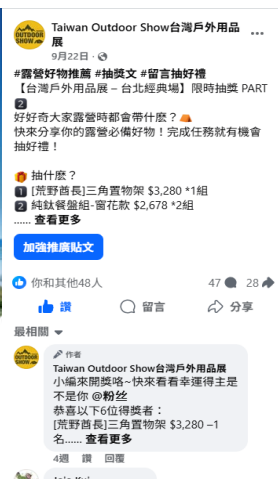 Taiwan Outdoor Show台灣戶外用品
展
9月22日 ·
#露營好物推薦 #抽獎文 #留言抽好禮
【台灣戶外用品展 – 台北經典場】限時抽獎 PART
2
好好奇大家露營時都會帶什麼？⛺
快來分享你的露營必備好物！完成任務就有機會
抽好禮！
🎁 抽什麼？
1 [荒野酋長]三角置物架 $3,280 *1組
2 純鈦餐盤組-窗花款 $2,678 *2組
...... 查看更多
加強推廣貼文
你和其他48人 47 28
讚 留言 分享
最相關
作者
Taiwan Outdoor Show台灣戶外用品展
小編來開獎咯~快來看看幸運得主是
不是你 @粉丝
恭喜以下6位得獎者：
[荒野酋長]三角置物架 $3,280 –1
名...... 查看更多
4週 讚 回覆